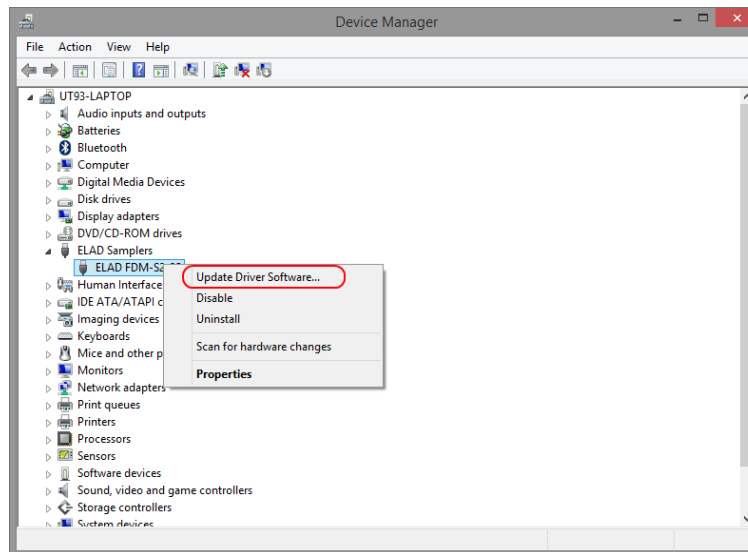 Device Manager
File Action View Help
UT93-LAPTOP
Audio inputs and outputs
Batteries
Bluetooth
Computer
Digital Media Devices
Disk drives
Display adapters
DVD/CD-ROM drives
ELAD Samplers
ELAD
Update Driver Software...
Human Interface
Disable
IDE ATA/ATAPI c
Imaging devices
Uninstall
Keyboards
Mice and other p
Scan for hardware changes
Monitors
Properties
Network adapters
Print queues
Printers
Processors
Sensors
Software devices
Sound, video and game controllers
Storage controllers
System devices